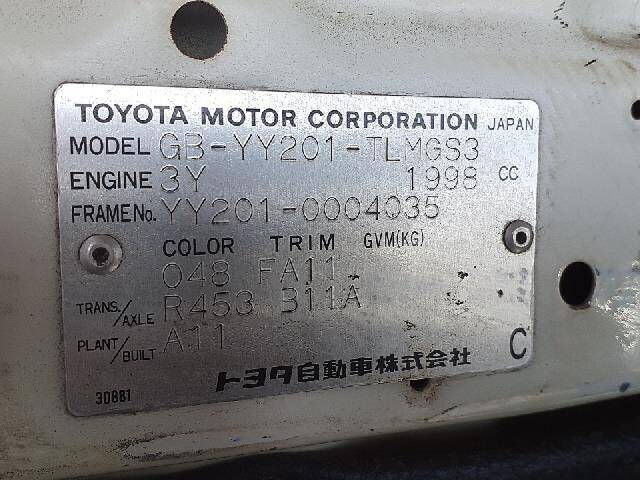 TOYOTA MOTOR CORPORATION JAPAN
MODEL GB-YY201-TLMGS3
ENGINE 3Y 1998 CC
FRAME No. YY201-0004035
COLOR TRIM GVM(KG)
048 FA11
TRANS./AXLE R453 B11A
PLANT/BUILT A11
トヨタ自動車株式会社 C
30881